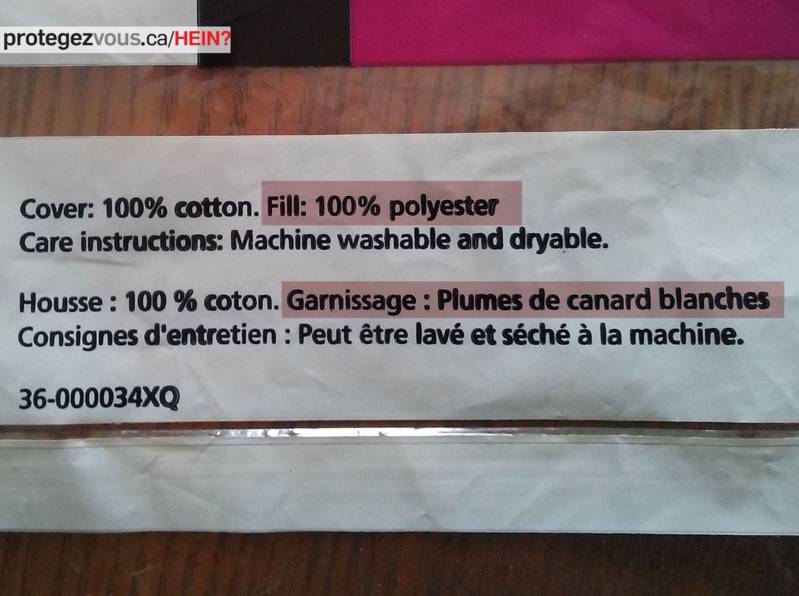 protegezvous.ca/HEIN?
Cover: 100% cotton. Fill: 100% polyester
Care instructions: Machine washable and dryable.
Housse : 100 % coton. Garnissage : Plumes de canard blanches
Consignes d'entretien : Peut être lavé et séché à la machine.
36-000034XQ